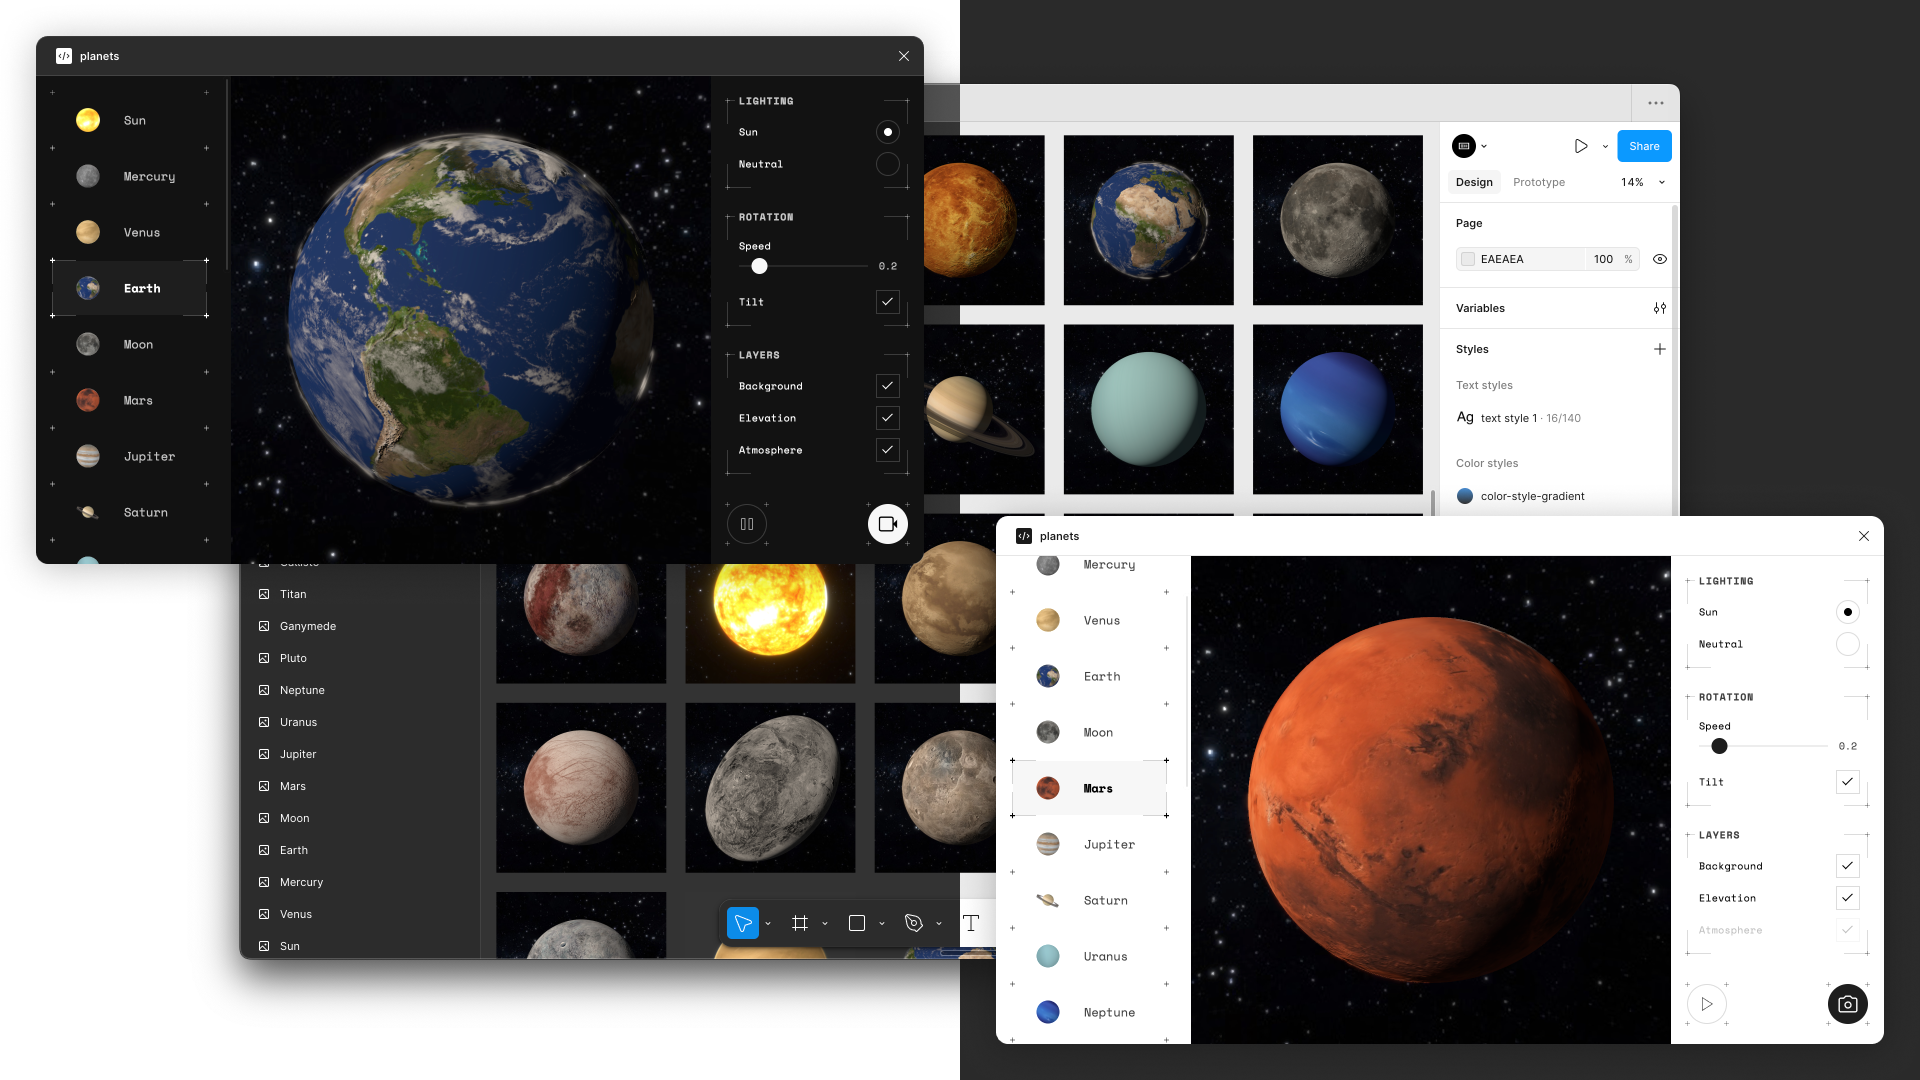 planets
Sun
Mercury
Venus
Earth
Moon
Mars
Jupiter
Saturn
LIGHTING
Sun
Neutral
ROTATION
Speed
0.2
Tilt
LAYERS
Background
Elevation
Atmosphere
Share
Design
Prototype
14%
Page
EAEAEA
100
%
Variables
Styles
Text styles
Ag text style 1 · 16/140
Color styles
color-style-gradient
Titan
Ganymede
Pluto
Neptune
Uranus
Jupiter
Mars
Moon
Earth
Mercury
Venus
Sun
planets
Mercury
Venus
Earth
Moon
Mars
Jupiter
Saturn
Uranus
Neptune
LIGHTING
Sun
Neutral
ROTATION
Speed
0.2
Tilt
LAYERS
Background
Elevation
Atmosphere